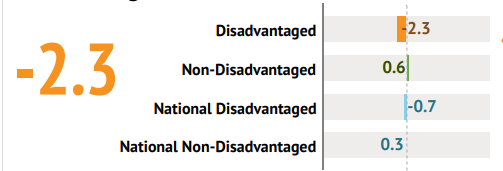 -2.3
Disadvantaged -2.3
Non-Disadvantaged 0.6
National Disadvantaged -0.7
National Non-Disadvantaged 0.3